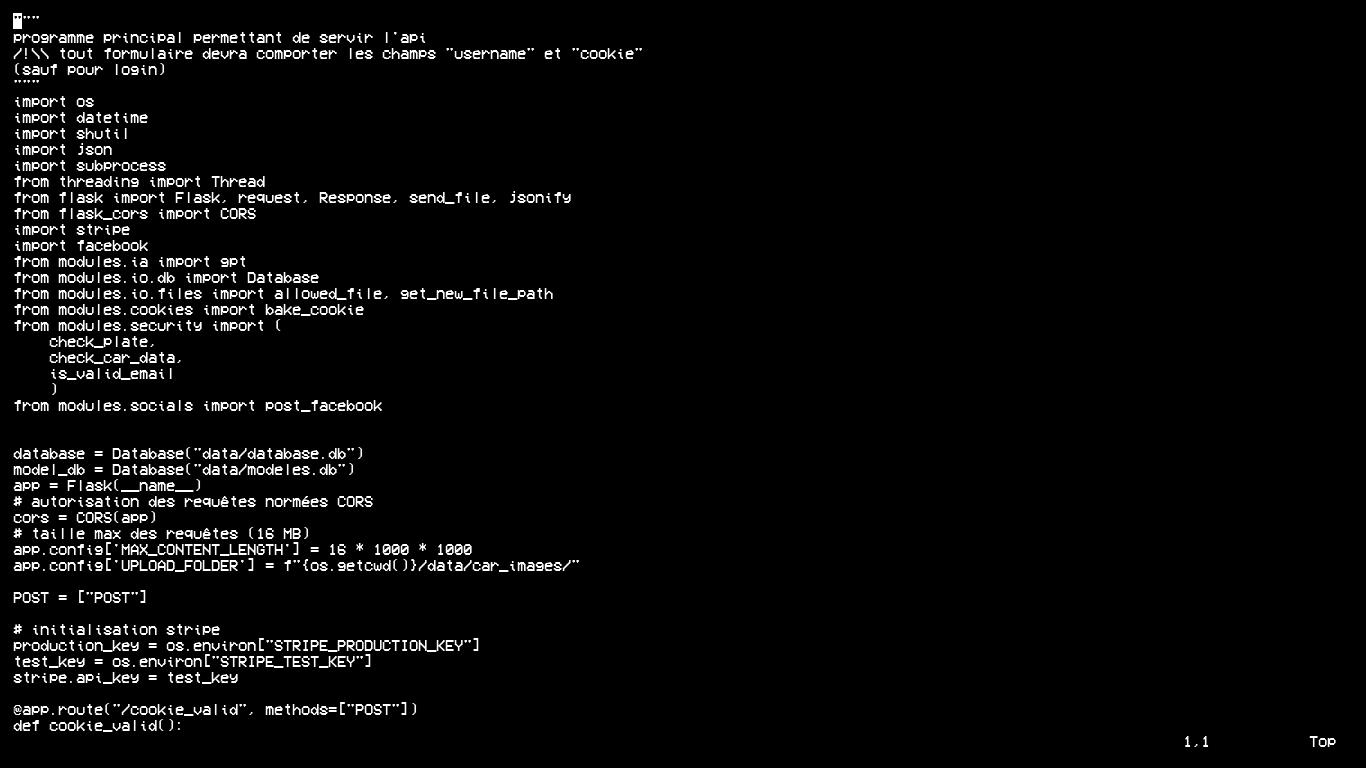 """
programme principal permettant de servir l'api
/!\\ tout formulaire devra comporter les champs "username" et "cookie"
(sauf pour login)
"""
import os
import datetime
import shutil
import json
import subprocess
from threading import Thread
from flask import Flask, request, Response, send_file, jsonify
from flask_cors import CORS
import stripe
import facebook
from modules.ia import gpt
from modules.io.db import Database
from modules.io.files import allowed_file, get_new_file_path
from modules.cookies import bake_cookie
from modules.security import (
    check_plate,
    check_car_data,
    is_valid_email
    )
from modules.socials import post_facebook
database = Database("data/database.db")
model_db = Database("data/modeles.db")
app = Flask(__name__)
# autorisation des requêtes normées CORS
cors = CORS(app)
# taille max des requêtes (16 MB)
app.config['MAX_CONTENT_LENGTH'] = 16 * 1000 * 1000
app.config['UPLOAD_FOLDER'] = f"{os.getcwd()}/data/car_images/"
POST = ["POST"]
# initialisation stripe
production_key = os.environ["STRIPE_PRODUCTION_KEY"]
test_key = os.environ["STRIPE_TEST_KEY"]
stripe.api_key = test_key
@app.route("/cookie_valid", methods=["POST"])
def cookie_valid():
1,1 Top